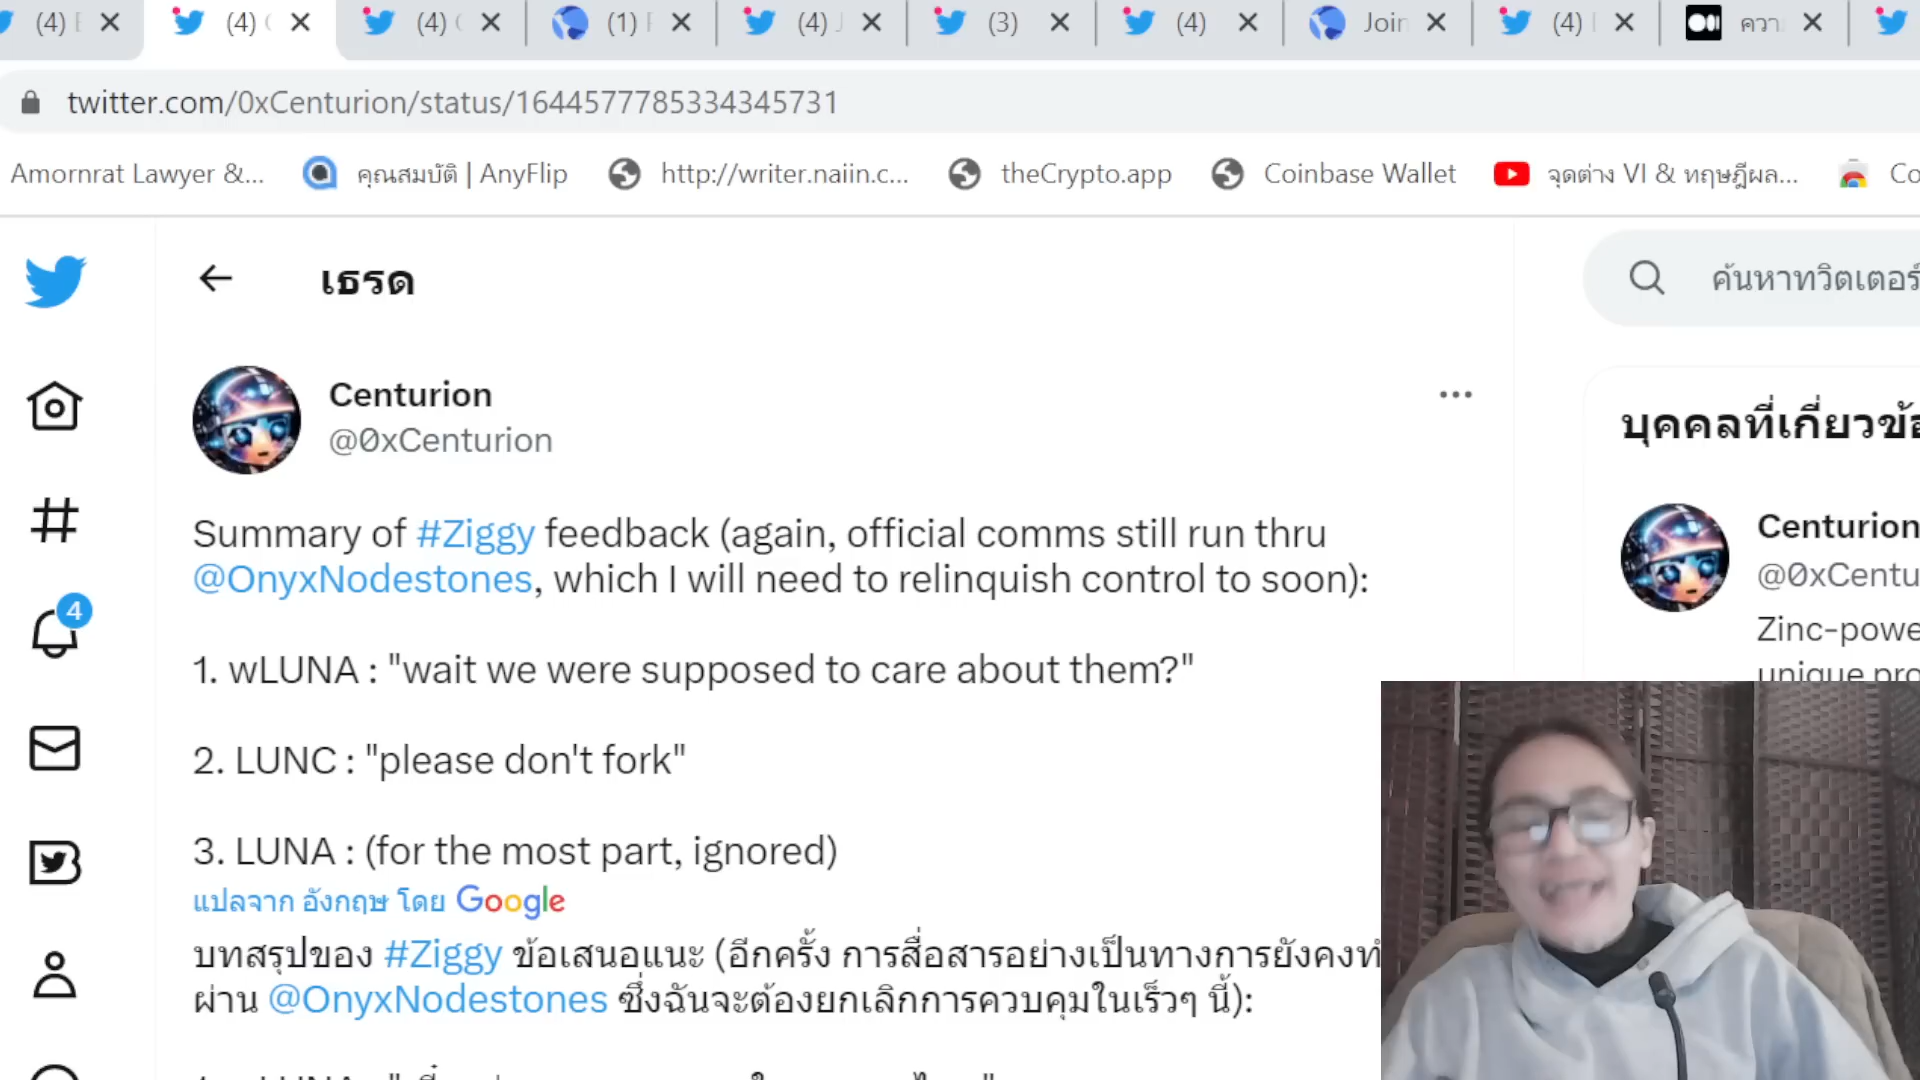 (4) E
(4) C
(4) C
(1) F
(4) J
(3)
(4)
Join
(4)
ควา
twitter.com/0xCenturion/status/1644577785334345731
Amornrat Lawyer &...
คุณสมบัติ | AnyFlip
http://writer.naiin.c...
theCrypto.app
Coinbase Wallet
จุดต่าง VI & ทฤษฎีผล...
Co
เธรด
ค้นหาทวิตเตอร์
Centurion
@0xCenturion
Summary of #Ziggy feedback (again, official comms still run thru
@OnyxNodestones, which I will need to relinquish control to soon):
1. wLUNA : "wait we were supposed to care about them?"
2. LUNC : "please don't fork"
3. LUNA : (for the most part, ignored)
แปลจาก อังกฤษ โดย Google
บทสรุปของ #Ziggy ข้อเสนอแนะ (อีกครั้ง การสื่อสารอย่างเป็นทางการยังคงทำ
ผ่าน @OnyxNodestones ซึ่งฉันจะต้องยกเลิกการควบคุมในเร็วๆ นี้):
4
บุคคลที่เกี่ยวข้อ
Centurion
@0xCentu
Zinc-powe
unique pro